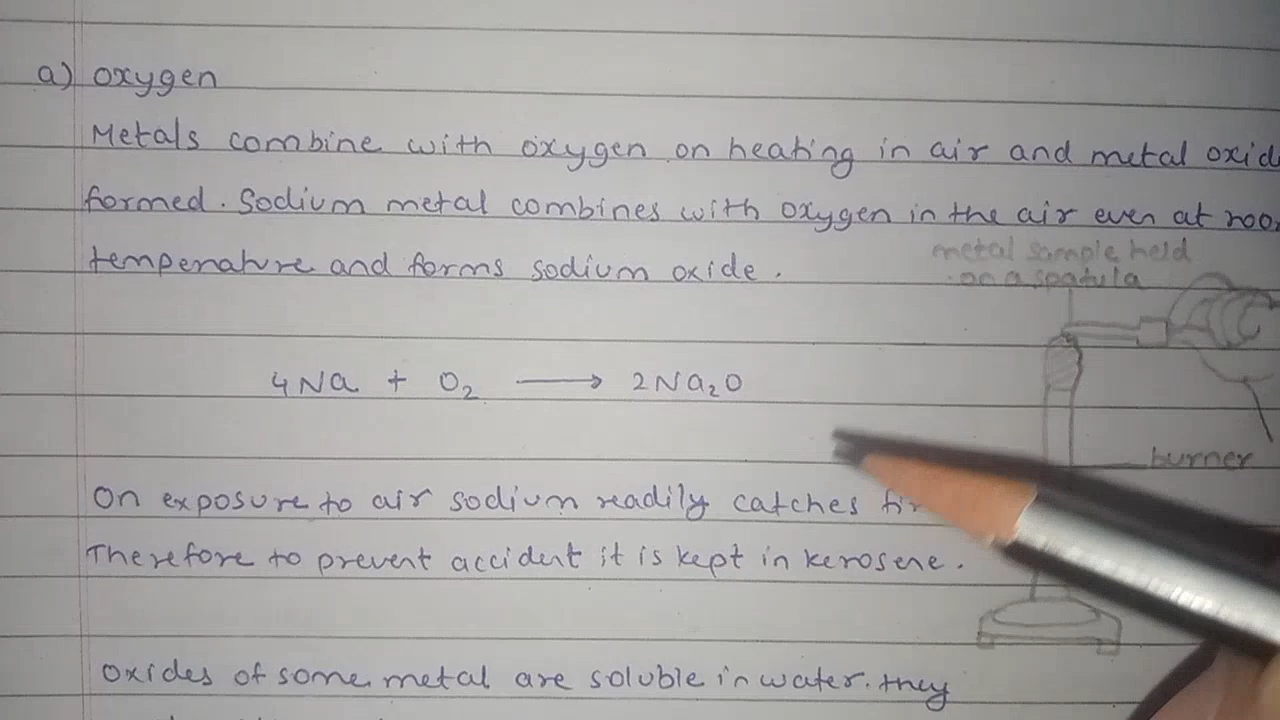 a) oxygen
Metals combine with oxygen on heating in air and metal oxid
formed. Sodium metal combines with oxygen in the air even at roo
temperature and forms sodium oxide.
metal sample held
on a spatula
4Na + O₂ ⟶ 2Na₂O
burner
On exposure to air sodium readily catches
Therefore to prevent accident it is kept in kerosene.
oxides of some metal are soluble in water. they